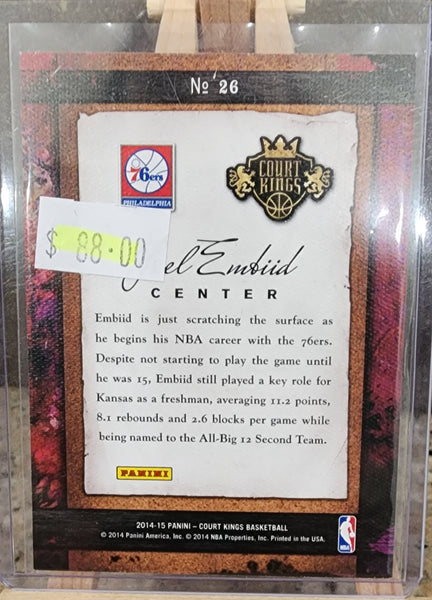 Nº 26
76ers
PHILADELPHIA
COURT
KINGS
$ 88.00
el Embiid
CENTER
Embiid is just scratching the surface as
he begins his NBA career with the 76ers.
Despite not starting to play the game until
he was 15, Embiid still played a key role for
Kansas as a freshman, averaging 11.2 points,
8.1 rebounds and 2.6 blocks per game while
being named to the All-Big 12 Second Team.
PANINI
2014-15 PANINI – COURT KINGS BASKETBALL
© 2014 Panini America, Inc. © 2014 NBA Properties, Inc. Printed in the USA.
NBA